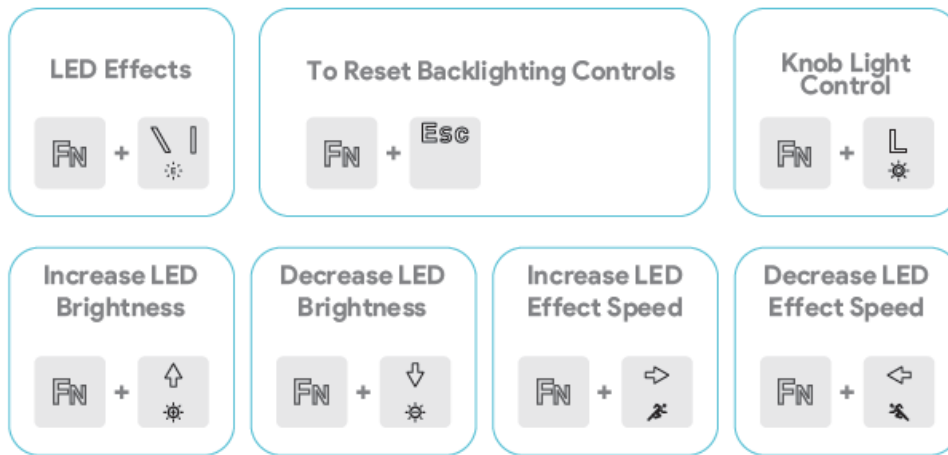 LED Effects
FN + \ |
E
To Reset Backlighting Controls
FN + Esc
Knob Light
Control
FN + L
Increase LED
Brightness
FN +
Decrease LED
Brightness
FN +
Increase LED
Effect Speed
FN +
Decrease LED
Effect Speed
FN +